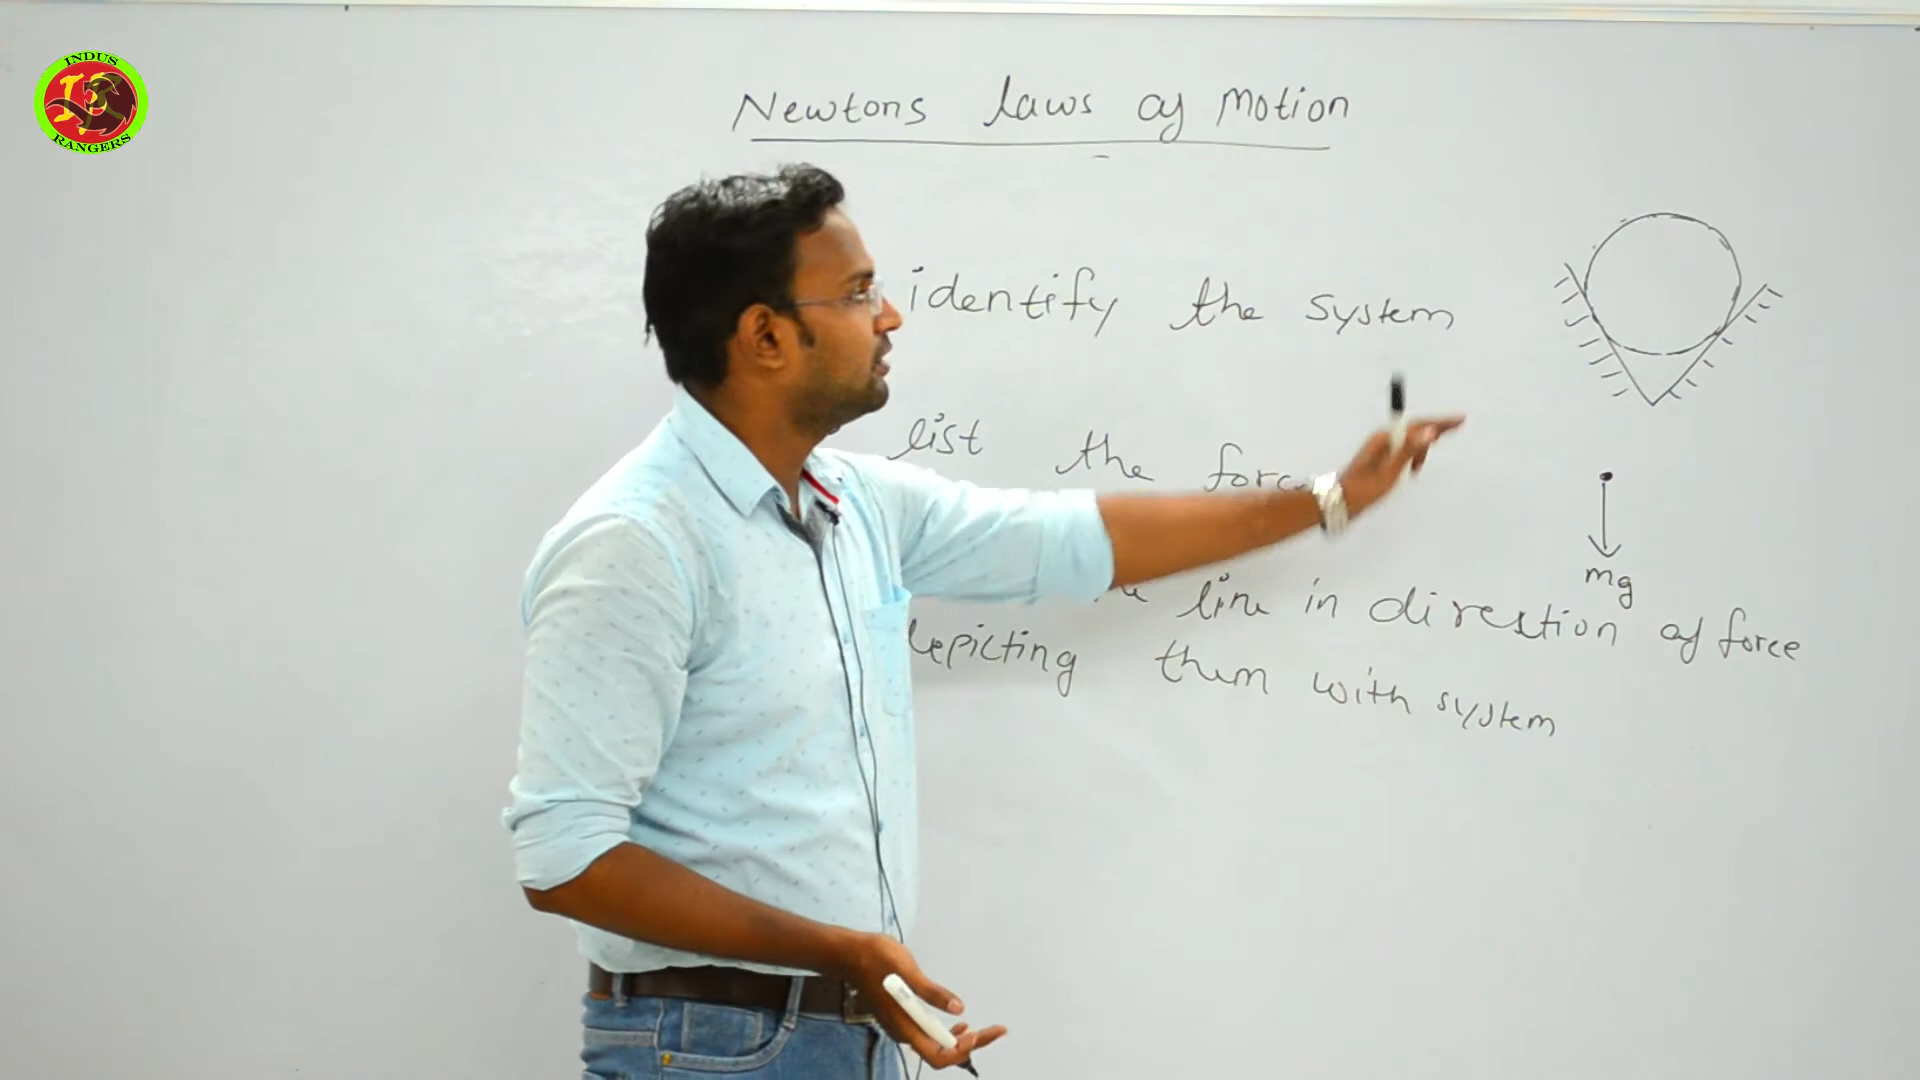 INDUS
RANGERS
Newtons laws of Motion
identify the system
list the
mg
line in direction of force
depicting them with system